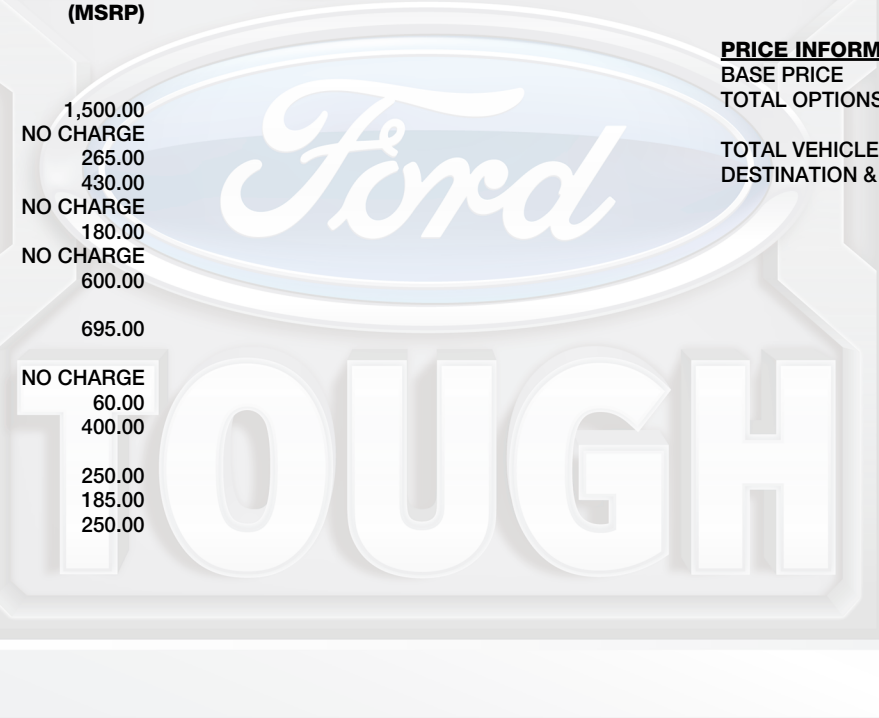 (MSRP)
1,500.00
NO CHARGE
265.00
430.00
NO CHARGE
180.00
NO CHARGE
600.00
695.00
NO CHARGE
60.00
400.00
250.00
185.00
250.00
PRICE INFORM
BASE PRICE
TOTAL OPTIONS
TOTAL VEHICLE
DESTINATION &
Ford
TOUGH